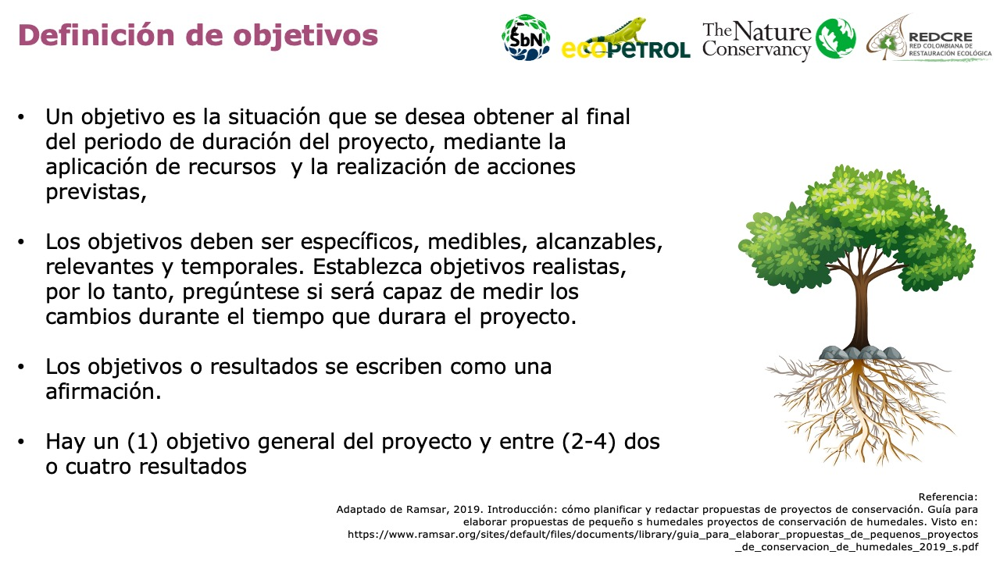 Definición de objetivos
SbN
ecoPETROL
The Nature
Conservancy
REDCRE
RED COLOMBIANA DE
RESTAURACIÓN ECOLÓGICA
• Un objetivo es la situación que se desea obtener al final
del periodo de duración del proyecto, mediante la
aplicación de recursos  y la realización de acciones
previstas,
• Los objetivos deben ser específicos, medibles, alcanzables,
relevantes y temporales. Establezca objetivos realistas,
por lo tanto, pregúntese si será capaz de medir los
cambios durante el tiempo que durara el proyecto.
• Los objetivos o resultados se escriben como una
afirmación.
• Hay un (1) objetivo general del proyecto y entre (2-4) dos
o cuatro resultados
Referencia:
Adaptado de Ramsar, 2019. Introducción: cómo planificar y redactar propuestas de proyectos de conservación. Guía para
elaborar propuestas de pequeño s humedales proyectos de conservación de humedales. Visto en:
https://www.ramsar.org/sites/default/files/documents/library/guia_para_elaborar_propuestas_de_pequenos_proyectos
_de_conservacion_de_humedales_2019_s.pdf